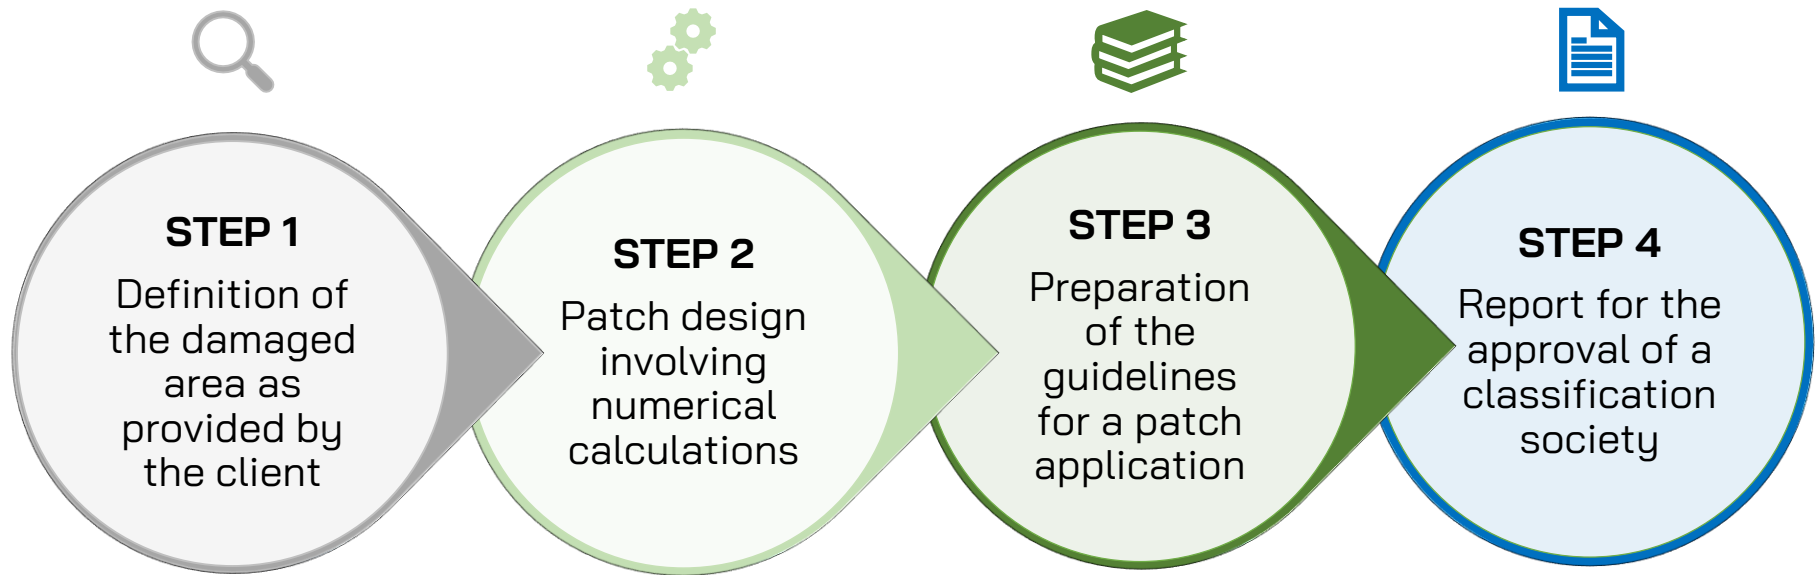 STEP 1
Definition of
the damaged
area as
provided by
the client
STEP 2
Patch design
involving
numerical
calculations
STEP 3
Preparation
of the
guidelines
for a patch
application
STEP 4
Report for the
approval of a
classification
society